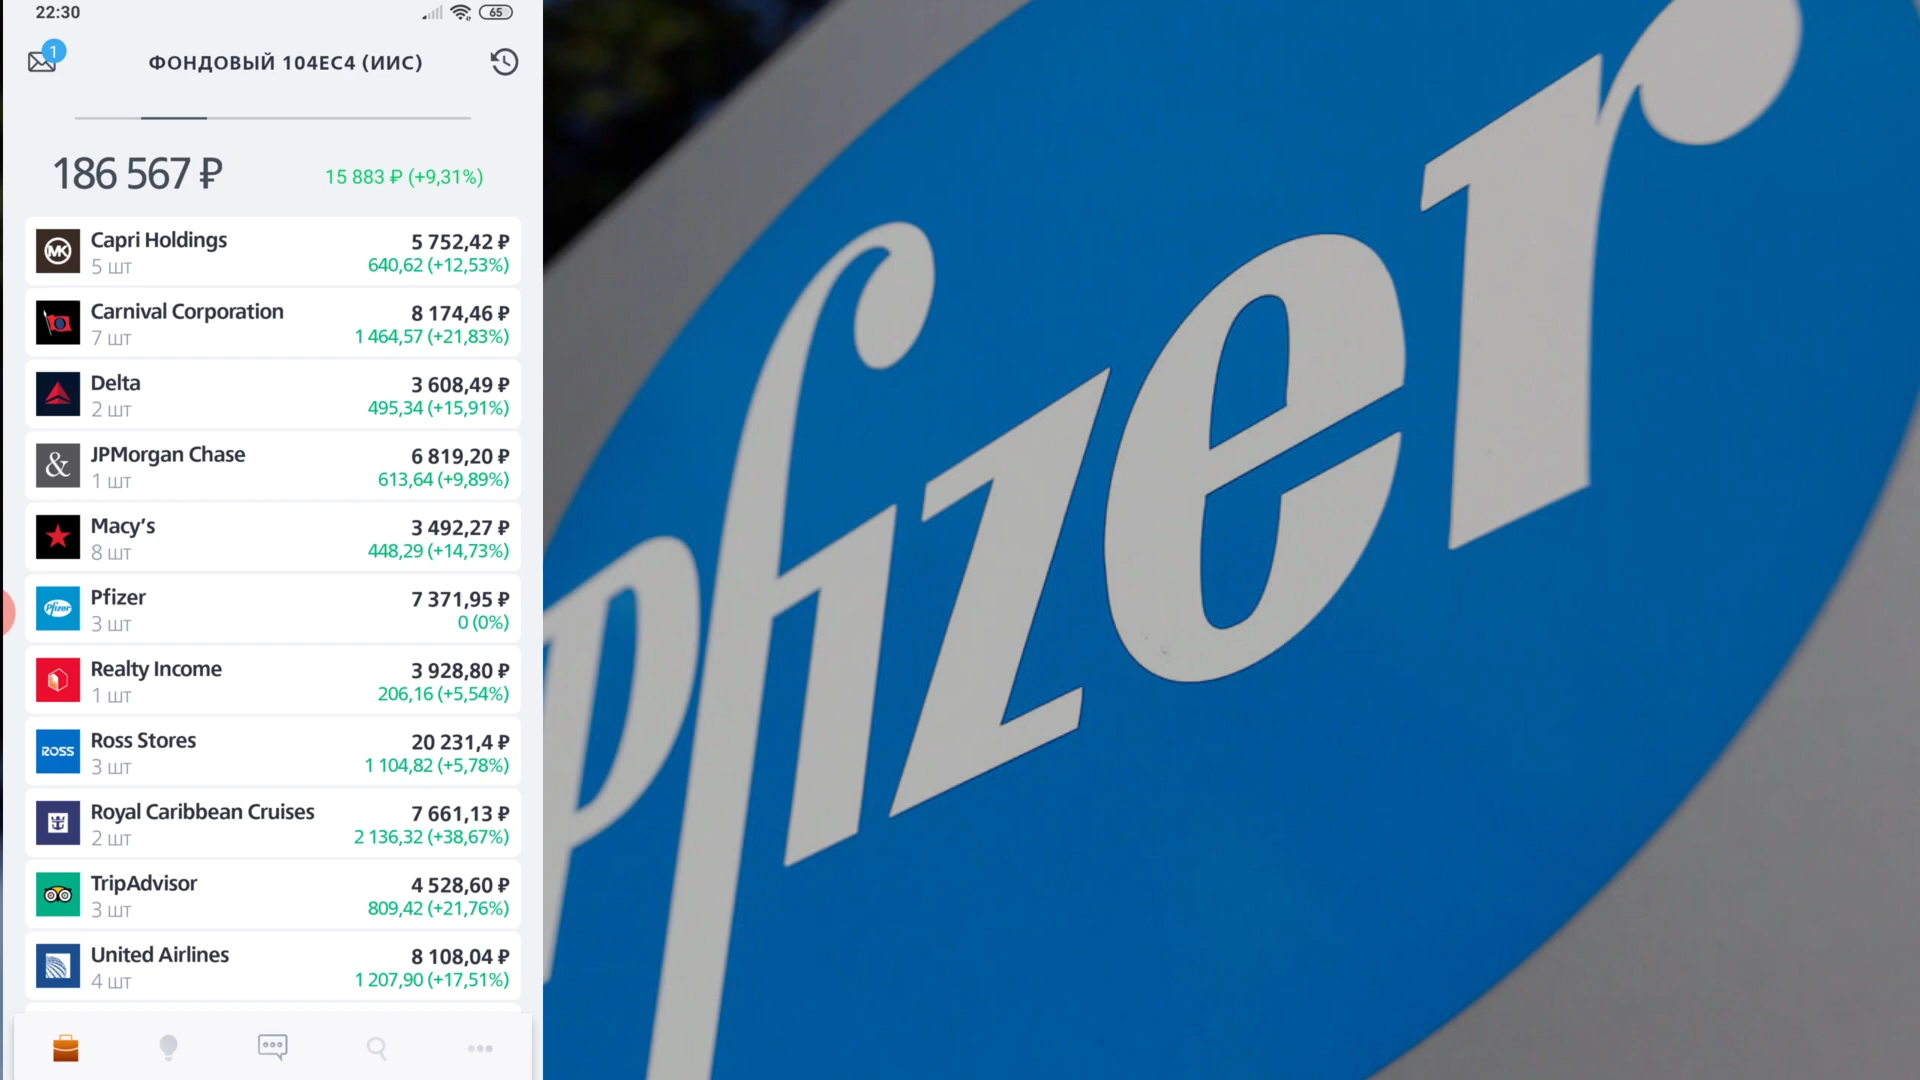 22:30
65
1
ФОНДОВЫЙ 104EC4 (ИИС)
186 567 ₽
15 883 ₽ (+9,31%)
MK
Capri Holdings
5 752,42 ₽
5 шт
640,62 (+12,53%)
Carnival Corporation
8 174,46 ₽
7 шт
1 464,57 (+21,83%)
Delta
3 608,49 ₽
2 шт
495,34 (+15,91%)
&
JPMorgan Chase
6 819,20 ₽
1 шт
613,64 (+9,89%)
Macy’s
3 492,27 ₽
8 шт
448,29 (+14,73%)
Pfizer
Pfizer
7 371,95 ₽
3 шт
0 (0%)
Realty Income
3 928,80 ₽
1 шт
206,16 (+5,54%)
ROSS
Ross Stores
20 231,4 ₽
3 шт
1 104,82 (+5,78%)
Royal Caribbean Cruises
7 661,13 ₽
2 шт
2 136,32 (+38,67%)
TripAdvisor
4 528,60 ₽
3 шт
809,42 (+21,76%)
United Airlines
8 108,04 ₽
4 шт
1 207,90 (+17,51%)
Pfizer